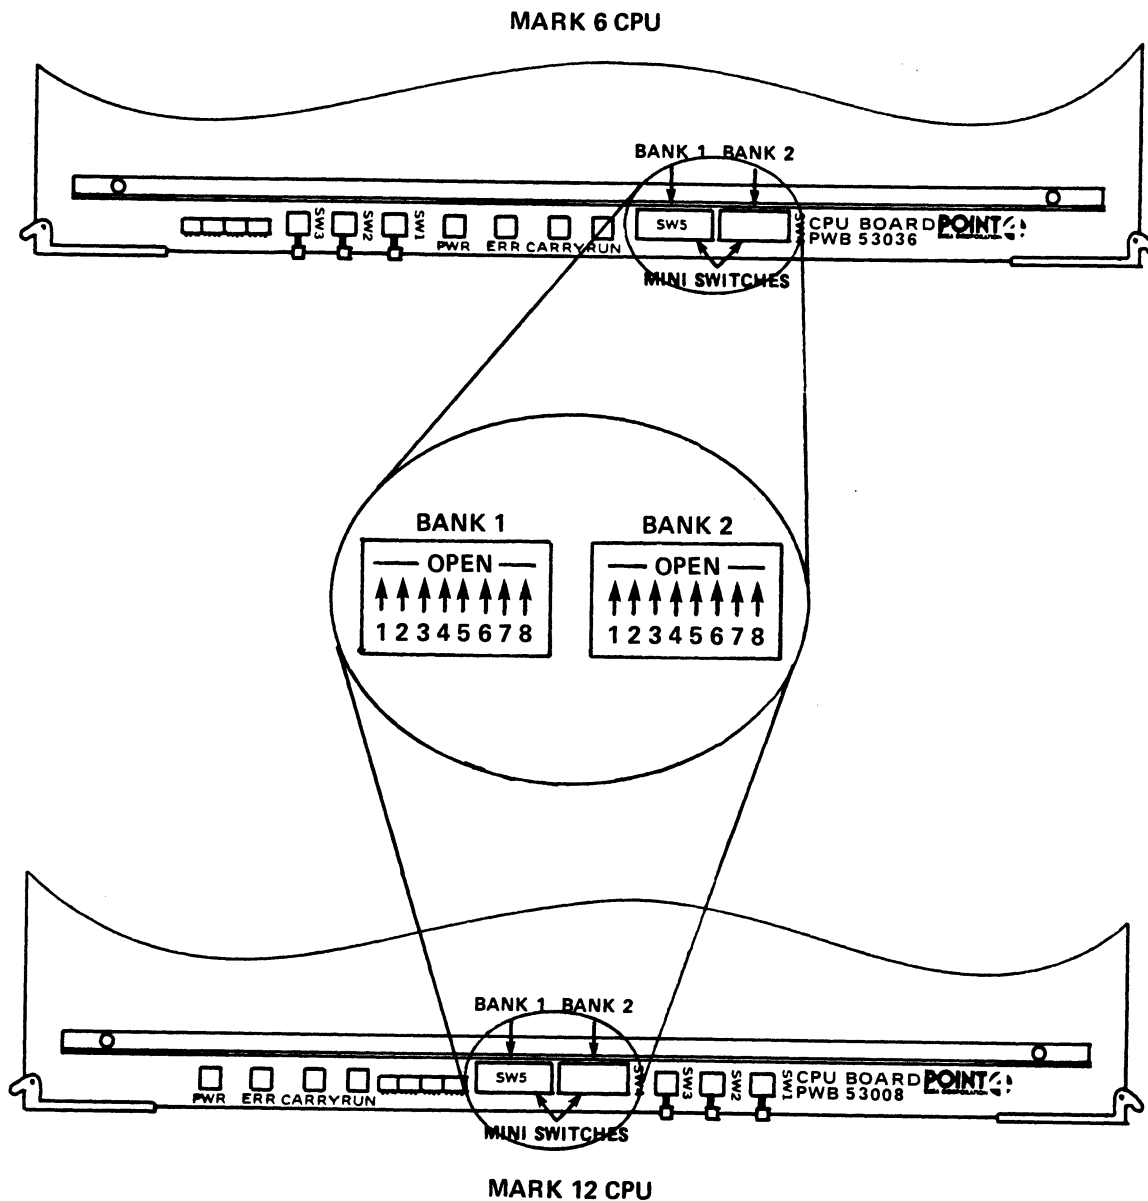 MARK 6 CPU
BANK 1 BANK 2
SW3 SW2 SW1 SW5 CPU BOARD POINT 4
PWR ERR CARRY RUN PWB 53036
MINI SWITCHES
BANK 1 BANK 2
OPEN OPEN
1 2 3 4 5 6 7 8 1 2 3 4 5 6 7 8
BANK 1 BANK 2
SW5 SW3 SW2 SW1 CPU BOARD POINT 4
PWR ERR CARRY RUN PWB 53008
MINI SWITCHES
MARK 12 CPU